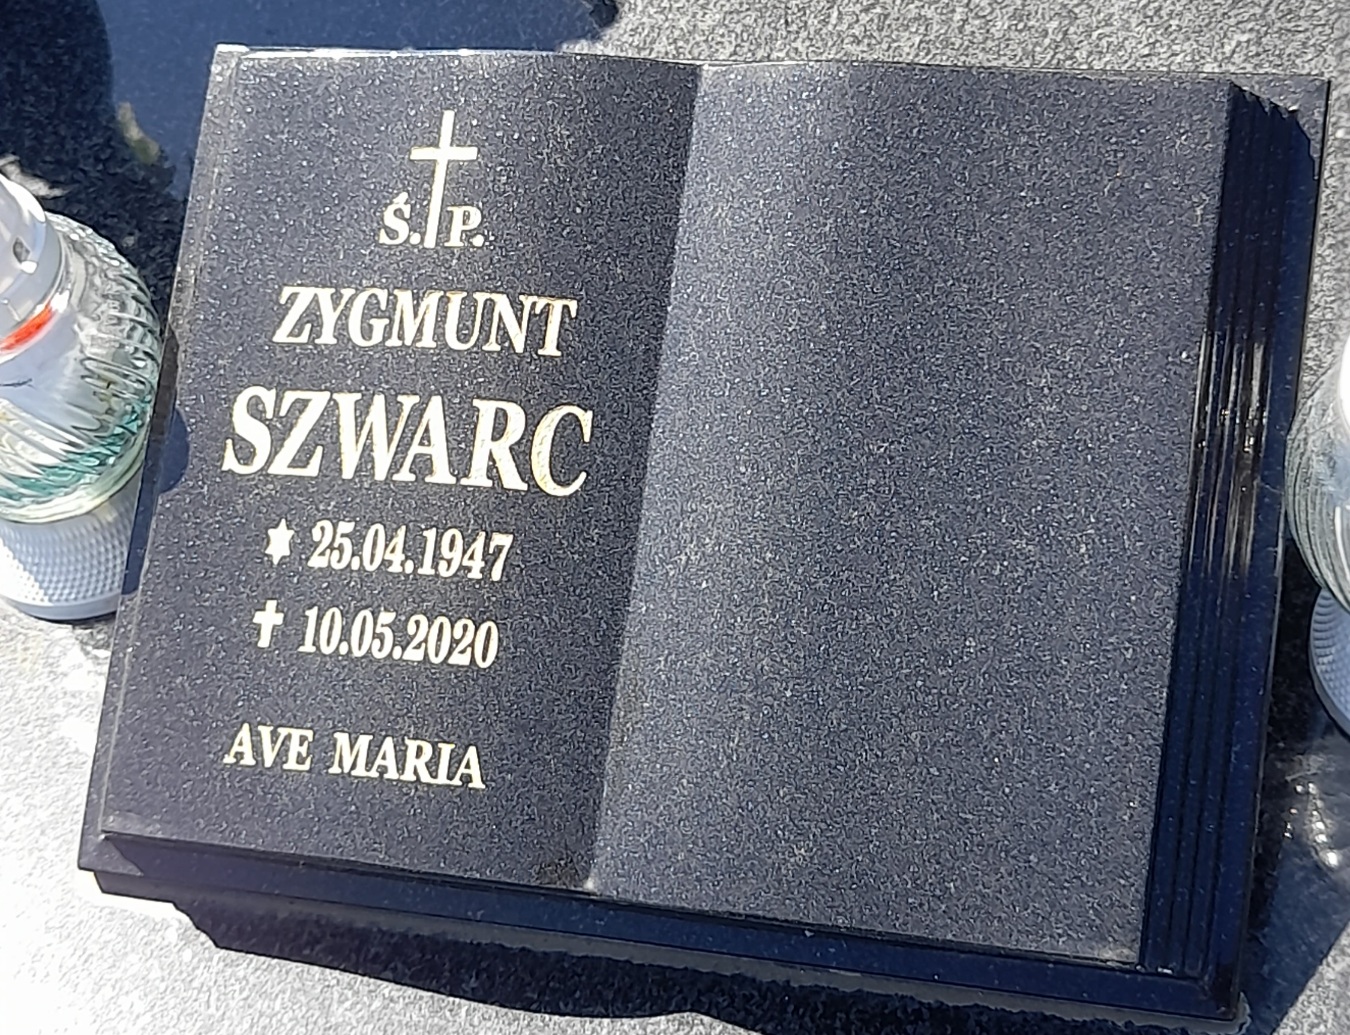 Ś. P.
ZYGMUNT
SZWARC
25.04.1947
10.05.2020
AVE MARIA